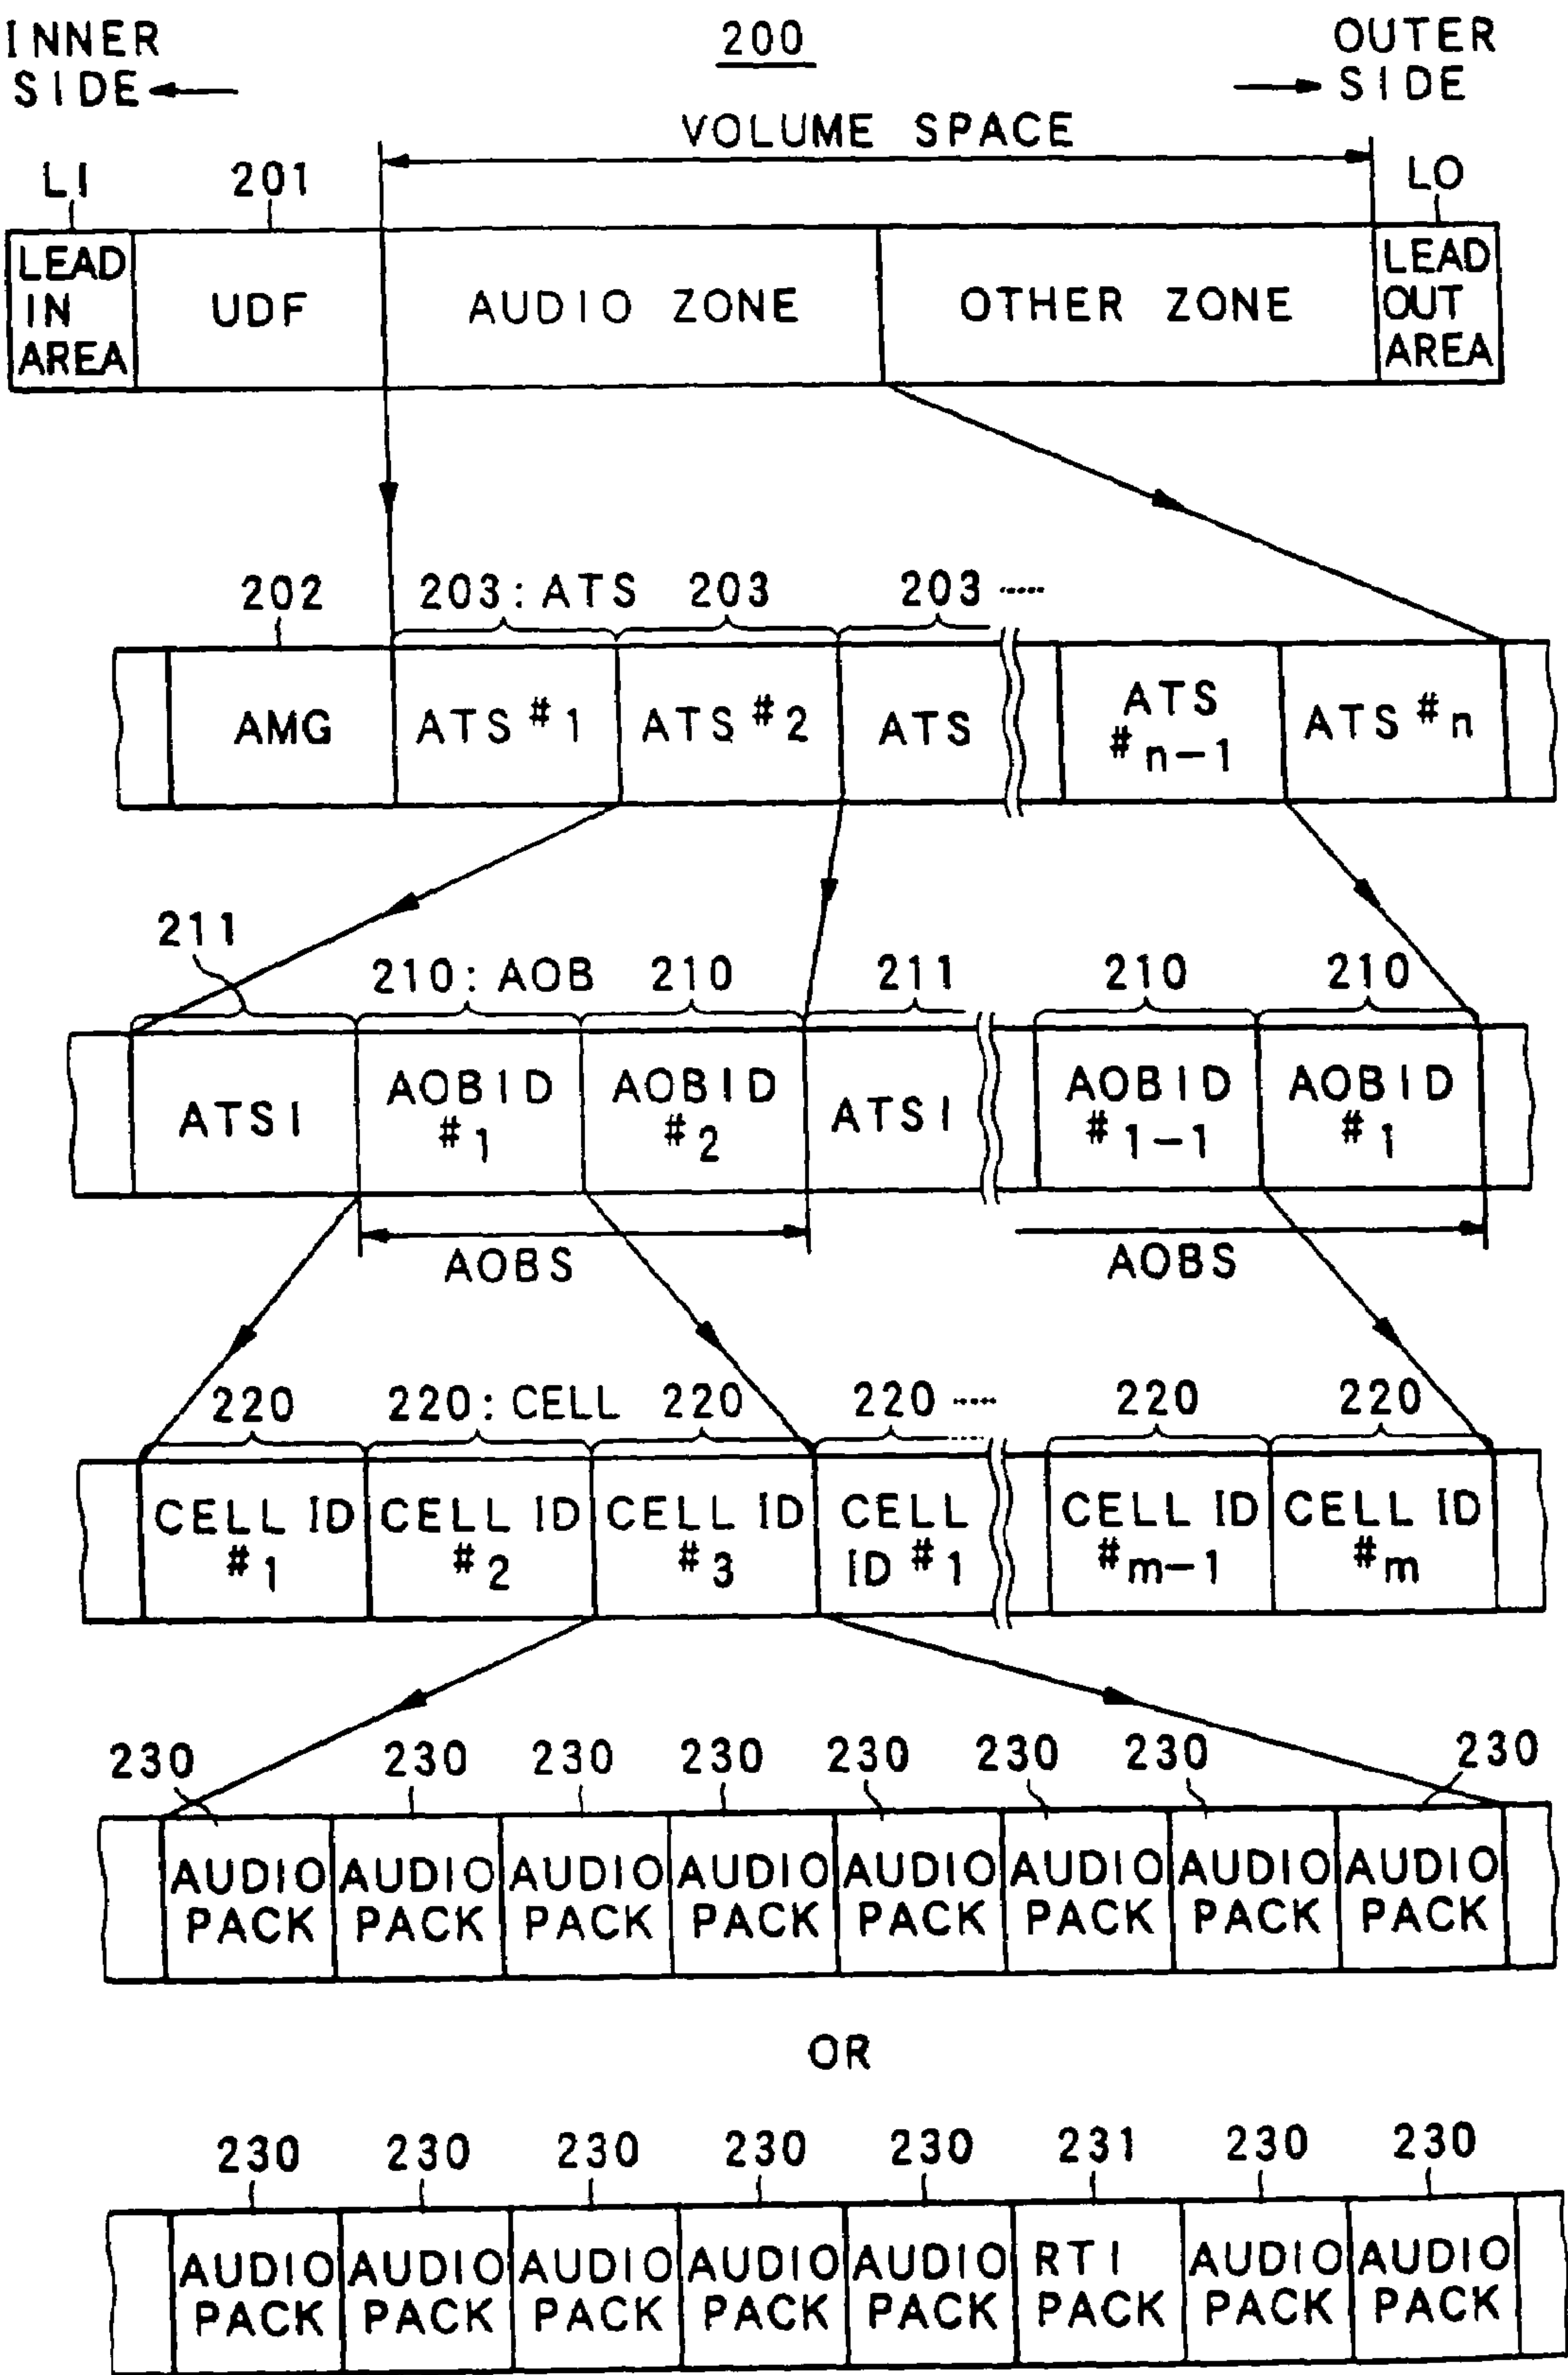 INNER SIDE
200
OUTER SIDE
VOLUME SPACE
LI 201 LO
LEAD IN AREA
UDF
AUDIO ZONE
OTHER ZONE
LEAD OUT AREA
202 203:ATS 203 203 .....
AMG
ATS #1
ATS #2
ATS
ATS #n-1
ATS #n
211 210:AOB 210 211 210 210
ATSI
AOBID #1
AOBID #2
ATSI
AOBID #1-1
AOBID #1
AOBS AOBS
220 220:CELL 220 220 ..... 220 220
CELL ID #1
CELL ID #2
CELL ID #3
CELL ID #1
CELL ID #m-1
CELL ID #m
230 230 230 230 230 230 230 230
AUDIO PACK
AUDIO PACK
AUDIO PACK
AUDIO PACK
AUDIO PACK
AUDIO PACK
AUDIO PACK
AUDIO PACK
OR
230 230 230 230 230 231 230 230
AUDIO PACK
AUDIO PACK
AUDIO PACK
AUDIO PACK
AUDIO PACK
RTI PACK
AUDIO PACK
AUDIO PACK